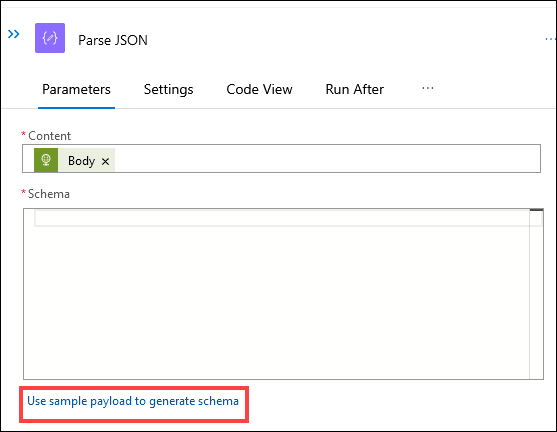 Parse JSON
Parameters Settings Code View Run After ...
* Content
Body ×
* Schema
Use sample payload to generate schema